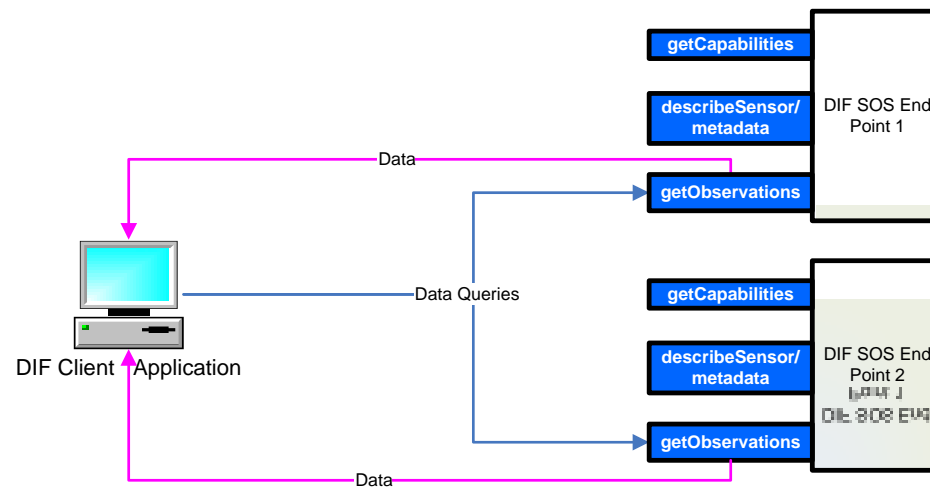 getCapabilities
describeSensor/
metadata
getObservations
DIF SOS End
Point 1
Data
Data Queries
DIF Client Application
getCapabilities
describeSensor/
metadata
getObservations
DIF SOS End
Point 2
Data